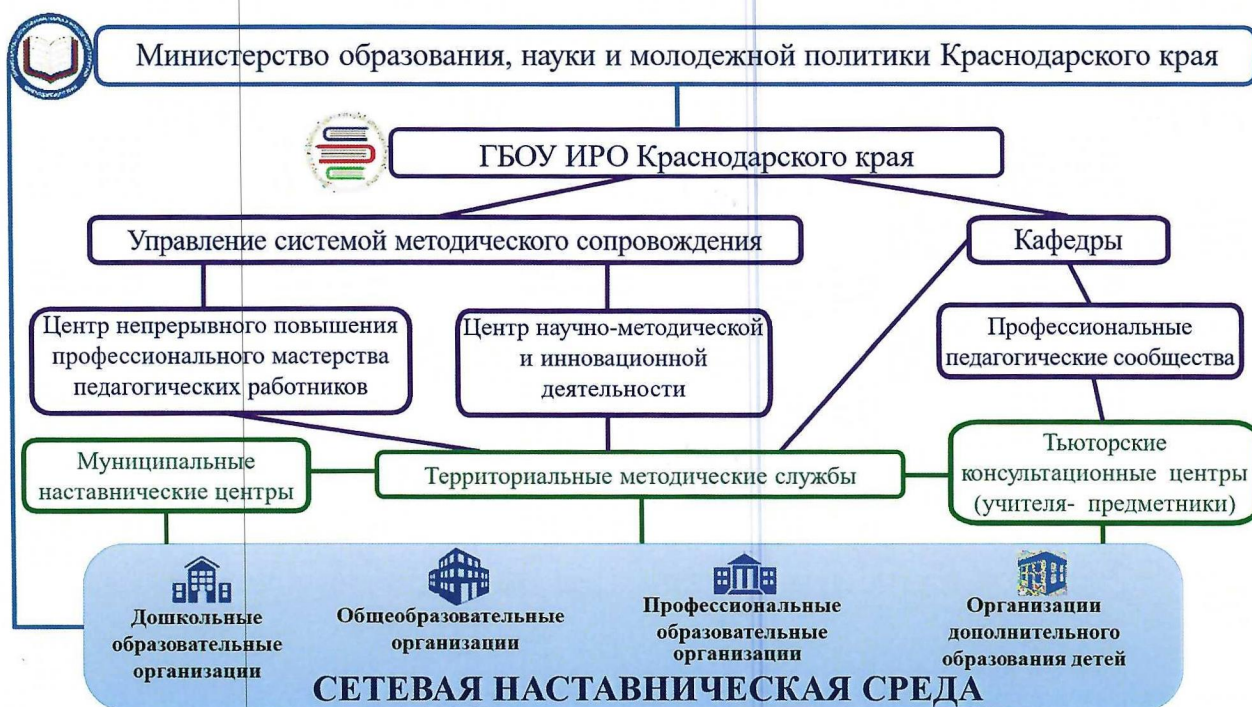 Министерство образования, науки и молодежной политики Краснодарского края
ГБОУ ИРО Краснодарского края
Управление системой методического сопровождения
Кафедры
Центр непрерывного повышения
профессионального мастерства
педагогических работников
Центр научно-методической
и инновационной
деятельности
Профессиональные
педагогические сообщества
Муниципальные
наставнические центры
Территориальные методические службы
Тьюторские
консультационные центры
(учителя- предметники)
Дошкольные
образовательные
организации
Общеобразовательные
организации
Профессиональные
образовательные
организации
Организации
дополнительного
образования детей
СЕТЕВАЯ НАСТАВНИЧЕСКАЯ СРЕДА